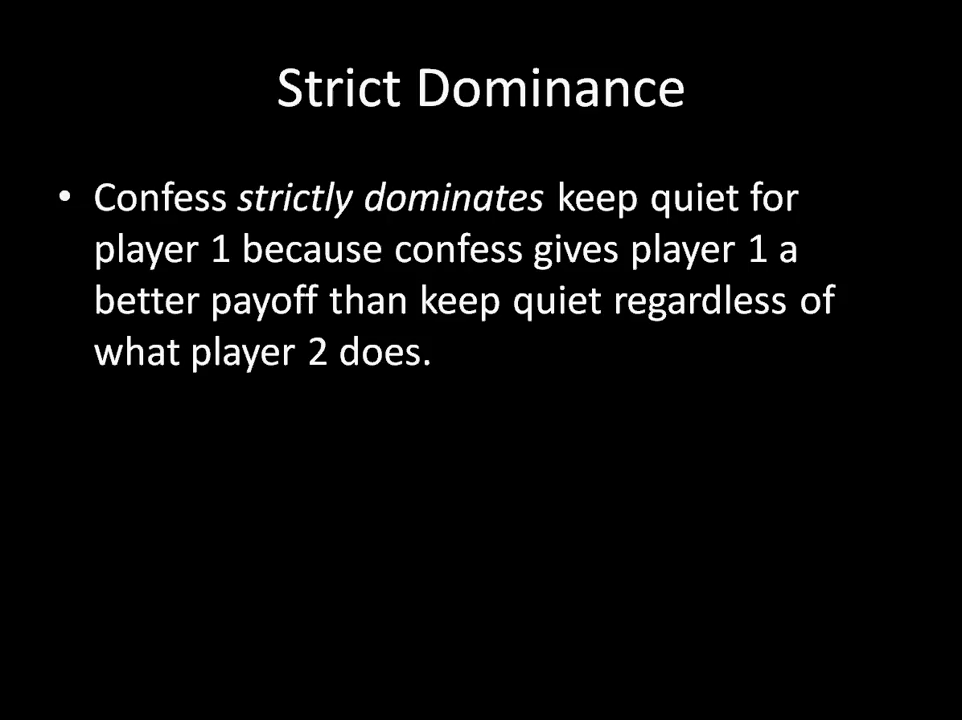 Strict Dominance
• Confess strictly dominates keep quiet for
player 1 because confess gives player 1 a
better payoff than keep quiet regardless of
what player 2 does.